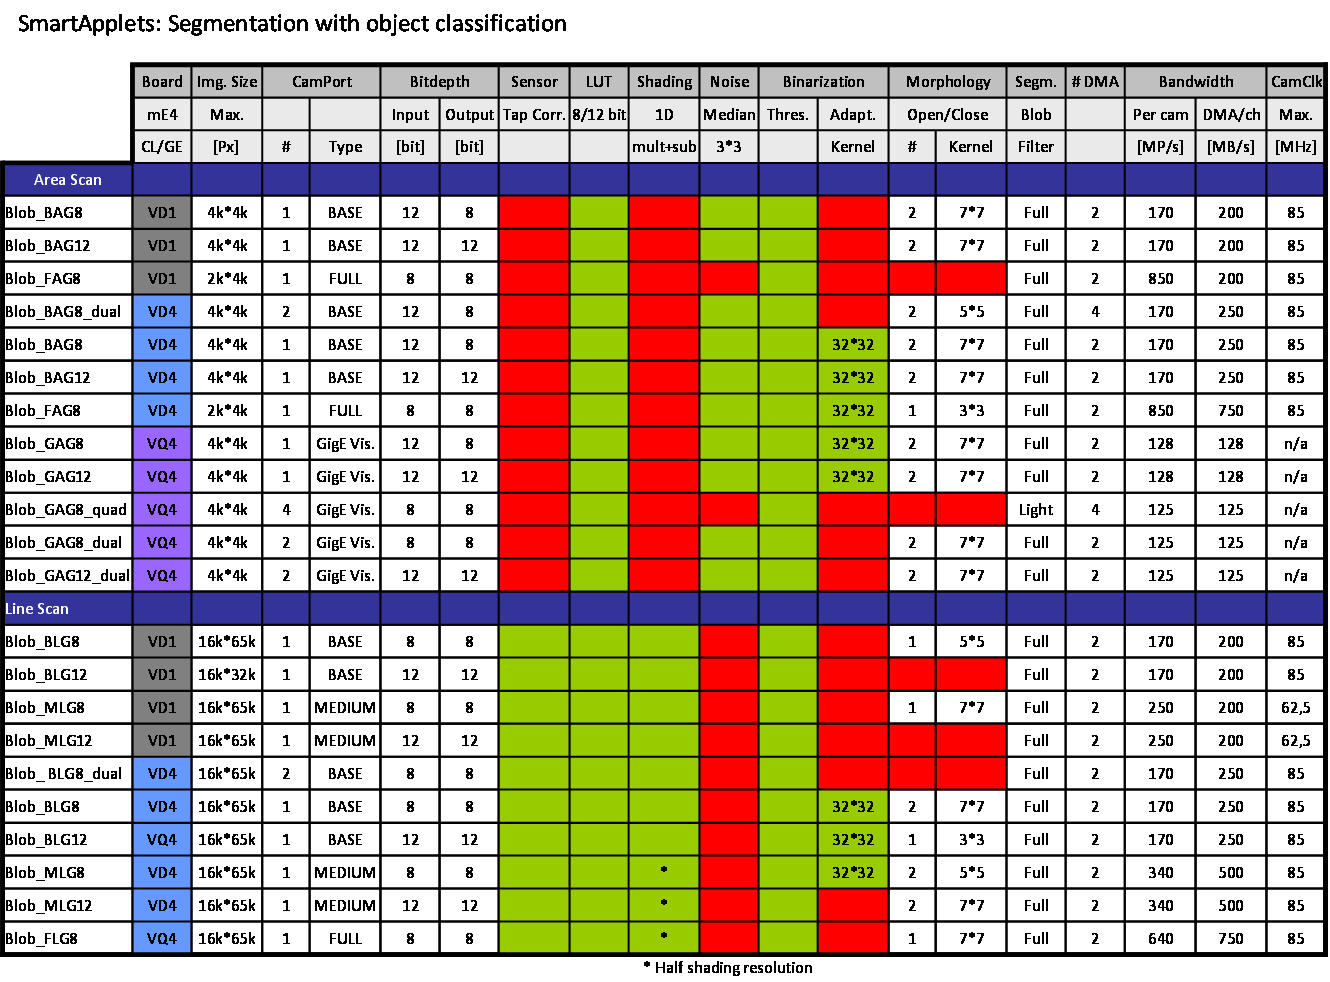 SmartApplets: Segmentation with object classification
Board Img. Size CamPort Bitdepth Sensor LUT Shading Noise Binarization Morphology Segm. # DMA Bandwidth CamClk
mE4 Max. Input Output Tap Corr. 8/12 bit 1D Median Thres. Adapt. Open/Close Blob Per cam DMA/ch Max.
CL/GE [Px] # Type [bit] [bit] mult+sub 3*3 Kernel # Kernel Filter [MP/s] [MB/s] [MHz]
Area Scan
Blob_BAG8 VD1 4k*4k 1 BASE 12 8 2 7*7 Full 2 170 200 85
Blob_BAG12 VD1 4k*4k 1 BASE 12 12 2 7*7 Full 2 170 200 85
Blob_FAG8 VD1 2k*4k 1 FULL 8 8 Full 2 850 200 85
Blob_BAG8_dual VD4 4k*4k 2 BASE 12 8 2 5*5 Full 4 170 250 85
Blob_BAG8 VD4 4k*4k 1 BASE 12 8 32*32 2 7*7 Full 2 170 250 85
Blob_BAG12 VD4 4k*4k 1 BASE 12 12 32*32 2 7*7 Full 2 170 250 85
Blob_FAG8 VD4 2k*4k 1 FULL 8 8 32*32 1 3*3 Full 2 850 750 85
Blob_GAG8 VQ4 4k*4k 1 GigE Vis. 12 8 32*32 2 7*7 Full 2 128 128 n/a
Blob_GAG12 VQ4 4k*4k 1 GigE Vis. 12 12 32*32 2 7*7 Full 2 128 128 n/a
Blob_GAG8_quad VQ4 4k*4k 4 GigE Vis. 8 8 Light 4 125 125 n/a
Blob_GAG8_dual VQ4 4k*4k 2 GigE Vis. 8 8 2 7*7 Full 2 125 125 n/a
Blob_GAG12_dual VQ4 4k*4k 2 GigE Vis. 12 12 2 7*7 Full 2 125 125 n/a
Line Scan
Blob_BLG8 VD1 16k*65k 1 BASE 8 8 1 5*5 Full 2 170 200 85
Blob_BLG12 VD1 16k*32k 1 BASE 12 12 Full 2 170 200 85
Blob_MLG8 VD1 16k*65k 1 MEDIUM 8 8 1 7*7 Full 2 250 200 62,5
Blob_MLG12 VD1 16k*65k 1 MEDIUM 12 12 Full 2 250 200 62,5
Blob_ BLG8_dual VD4 16k*65k 2 BASE 8 8 Full 2 170 250 85
Blob_BLG8 VD4 16k*65k 1 BASE 8 8 32*32 2 7*7 Full 2 170 250 85
Blob_BLG12 VQ4 16k*65k 1 BASE 12 12 32*32 1 3*3 Full 2 170 250 85
Blob_MLG8 VD4 16k*65k 1 MEDIUM 8 8 * 32*32 2 5*5 Full 2 340 500 85
Blob_MLG12 VD4 16k*65k 1 MEDIUM 12 12 * 2 7*7 Full 2 340 500 85
Blob_FLG8 VQ4 16k*65k 1 FULL 8 8 * 1 7*7 Full 2 640 750 85
* Half shading resolution